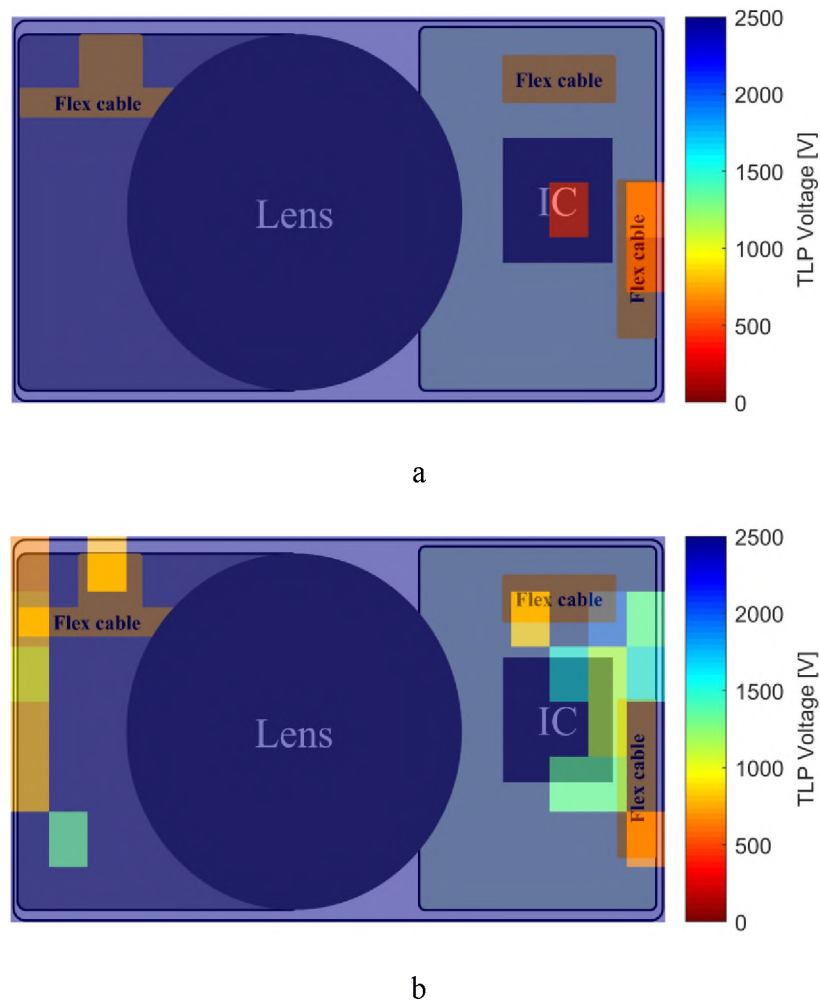 Flex cable
Flex cable
Lens
IC
Flex cable
2500
2000
1500
1000
500
0
TLP Voltage [V]
a
Flex cable
Flex cable
Lens
IC
Flex cable
2500
2000
1500
1000
500
0
TLP Voltage [V]
b